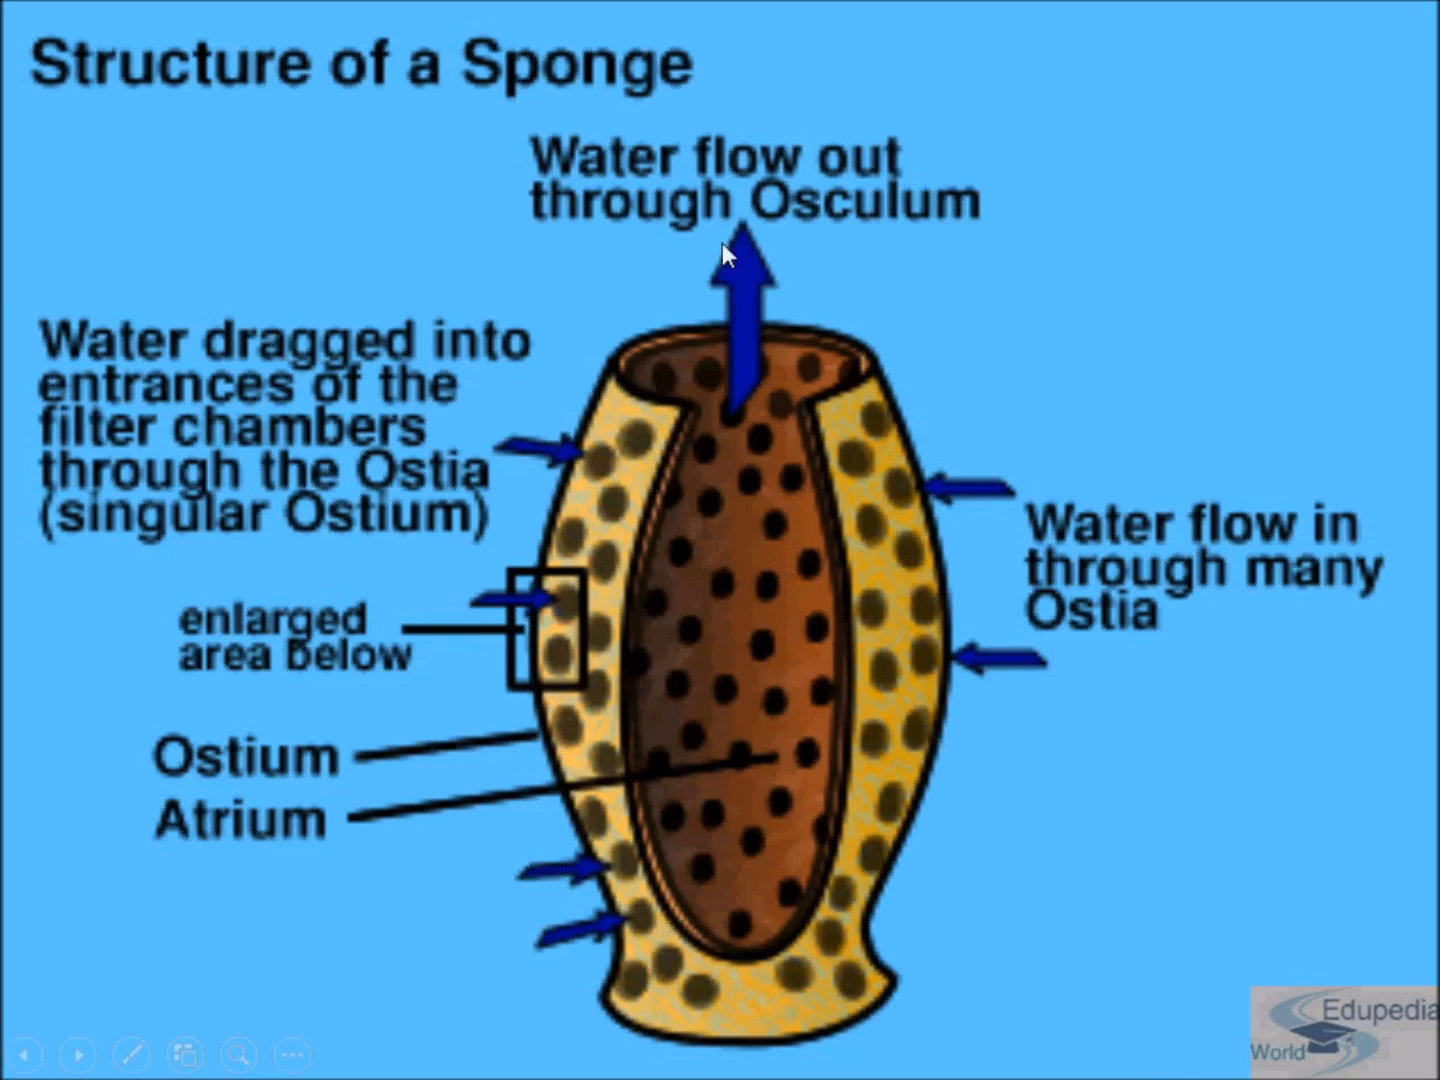 Structure of a Sponge
Water flow out
through Osculum
Water dragged into
entrances of the
filter chambers
through the Ostia
(singular Ostium)
Water flow in
through many
Ostia
enlarged
area below
Ostium
Atrium
Edupedia
World